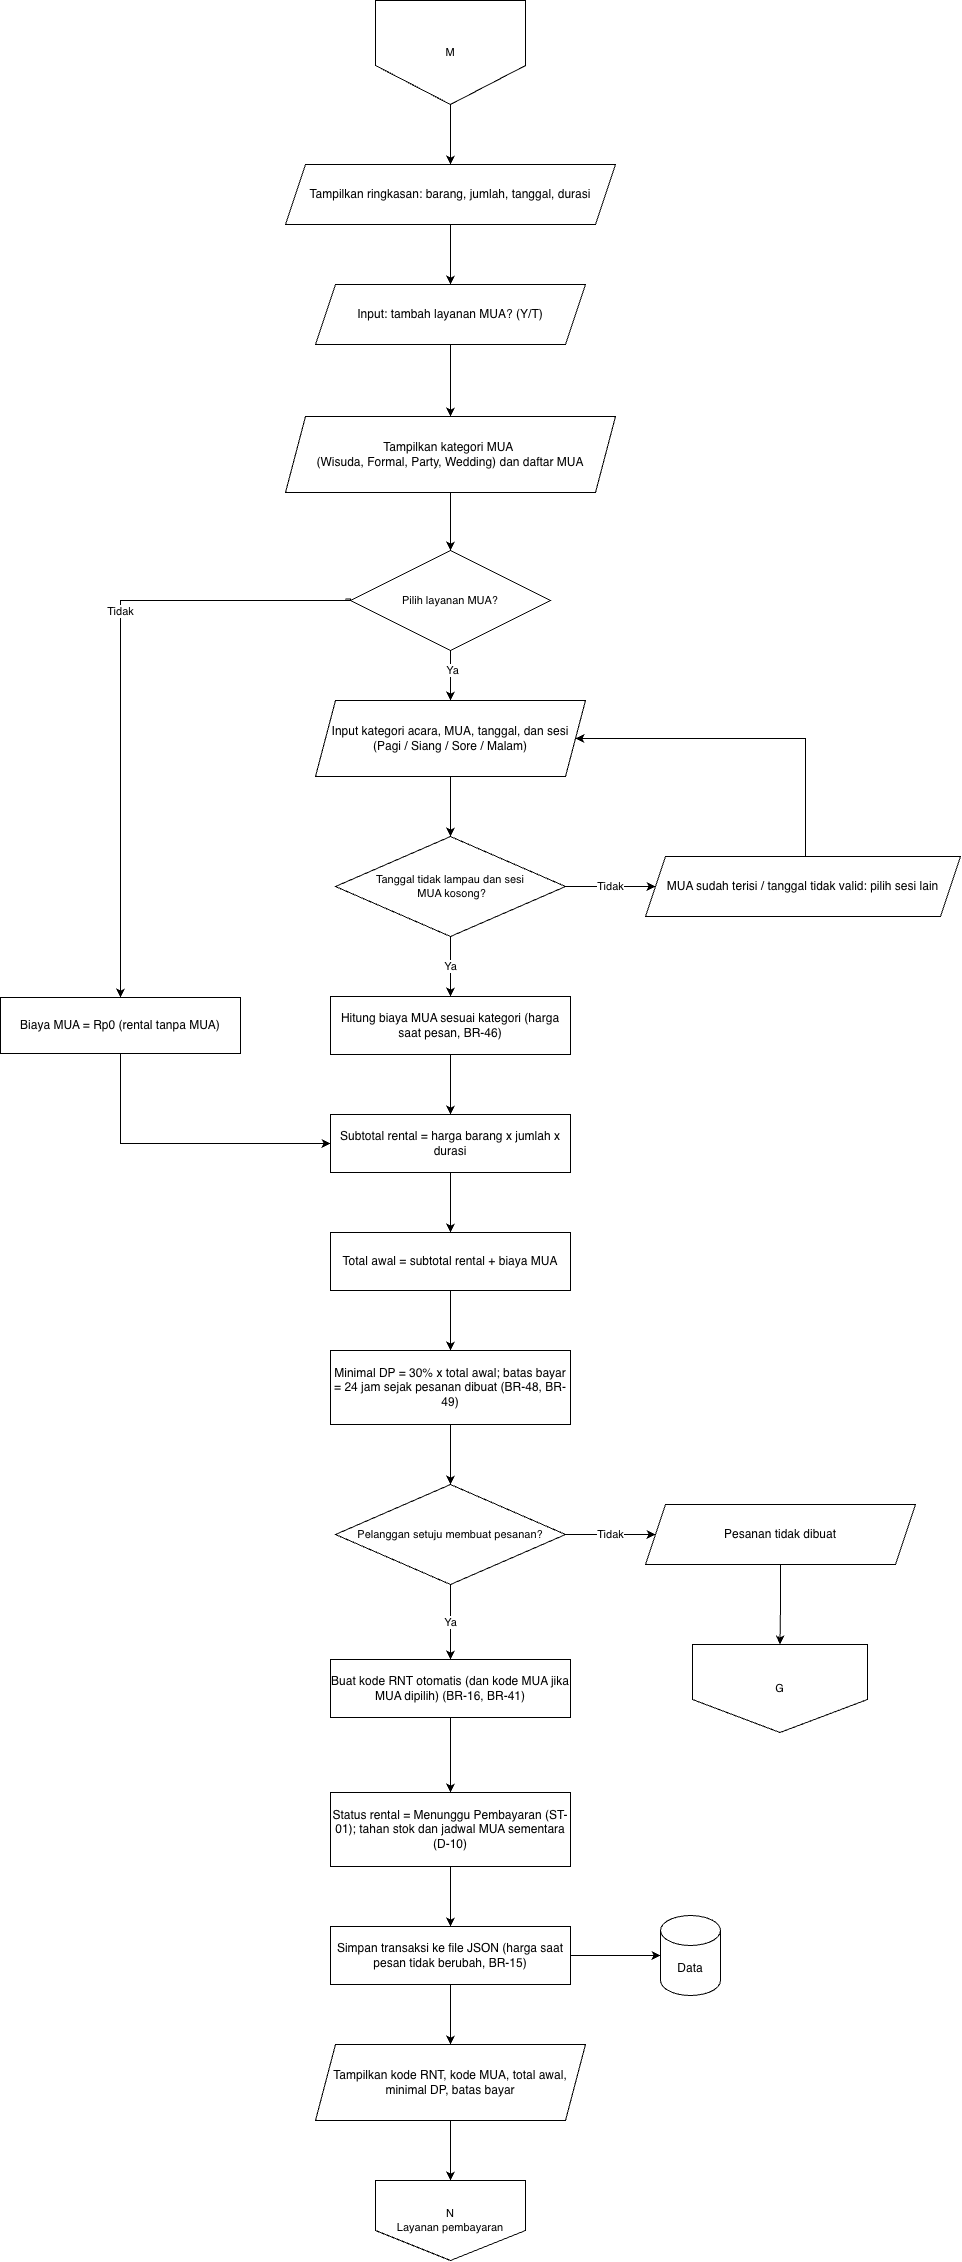 M
Tampilkan ringkasan: barang, jumlah, tanggal, durasi
Input: tambah layanan MUA? (Y/T)
Tampilkan kategori MUA
(Wisuda, Formal, Party, Wedding) dan daftar MUA
Pilih layanan MUA?
Tidak
Ya
Input kategori acara, MUA, tanggal, dan sesi
(Pagi / Siang / Sore / Malam)
Tanggal tidak lampau dan sesi
MUA kosong?
Tidak
MUA sudah terisi / tanggal tidak valid: pilih sesi lain
Ya
Biaya MUA = Rp0 (rental tanpa MUA)
Hitung biaya MUA sesuai kategori (harga
saat pesan, BR-46)
Subtotal rental = harga barang x jumlah x
durasi
Total awal = subtotal rental + biaya MUA
Minimal DP = 30% x total awal; batas bayar
= 24 jam sejak pesanan dibuat (BR-48, BR-
49)
Pelanggan setuju membuat pesanan?
Tidak
Pesanan tidak dibuat
Ya
G
Buat kode RNT otomatis (dan kode MUA jika
MUA dipilih) (BR-16, BR-41)
Status rental = Menunggu Pembayaran (ST-
01); tahan stok dan jadwal MUA sementara
(D-10)
Simpan transaksi ke file JSON (harga saat
pesan tidak berubah, BR-15)
Data
Tampilkan kode RNT, kode MUA, total awal,
minimal DP, batas bayar
N
Layanan pembayaran